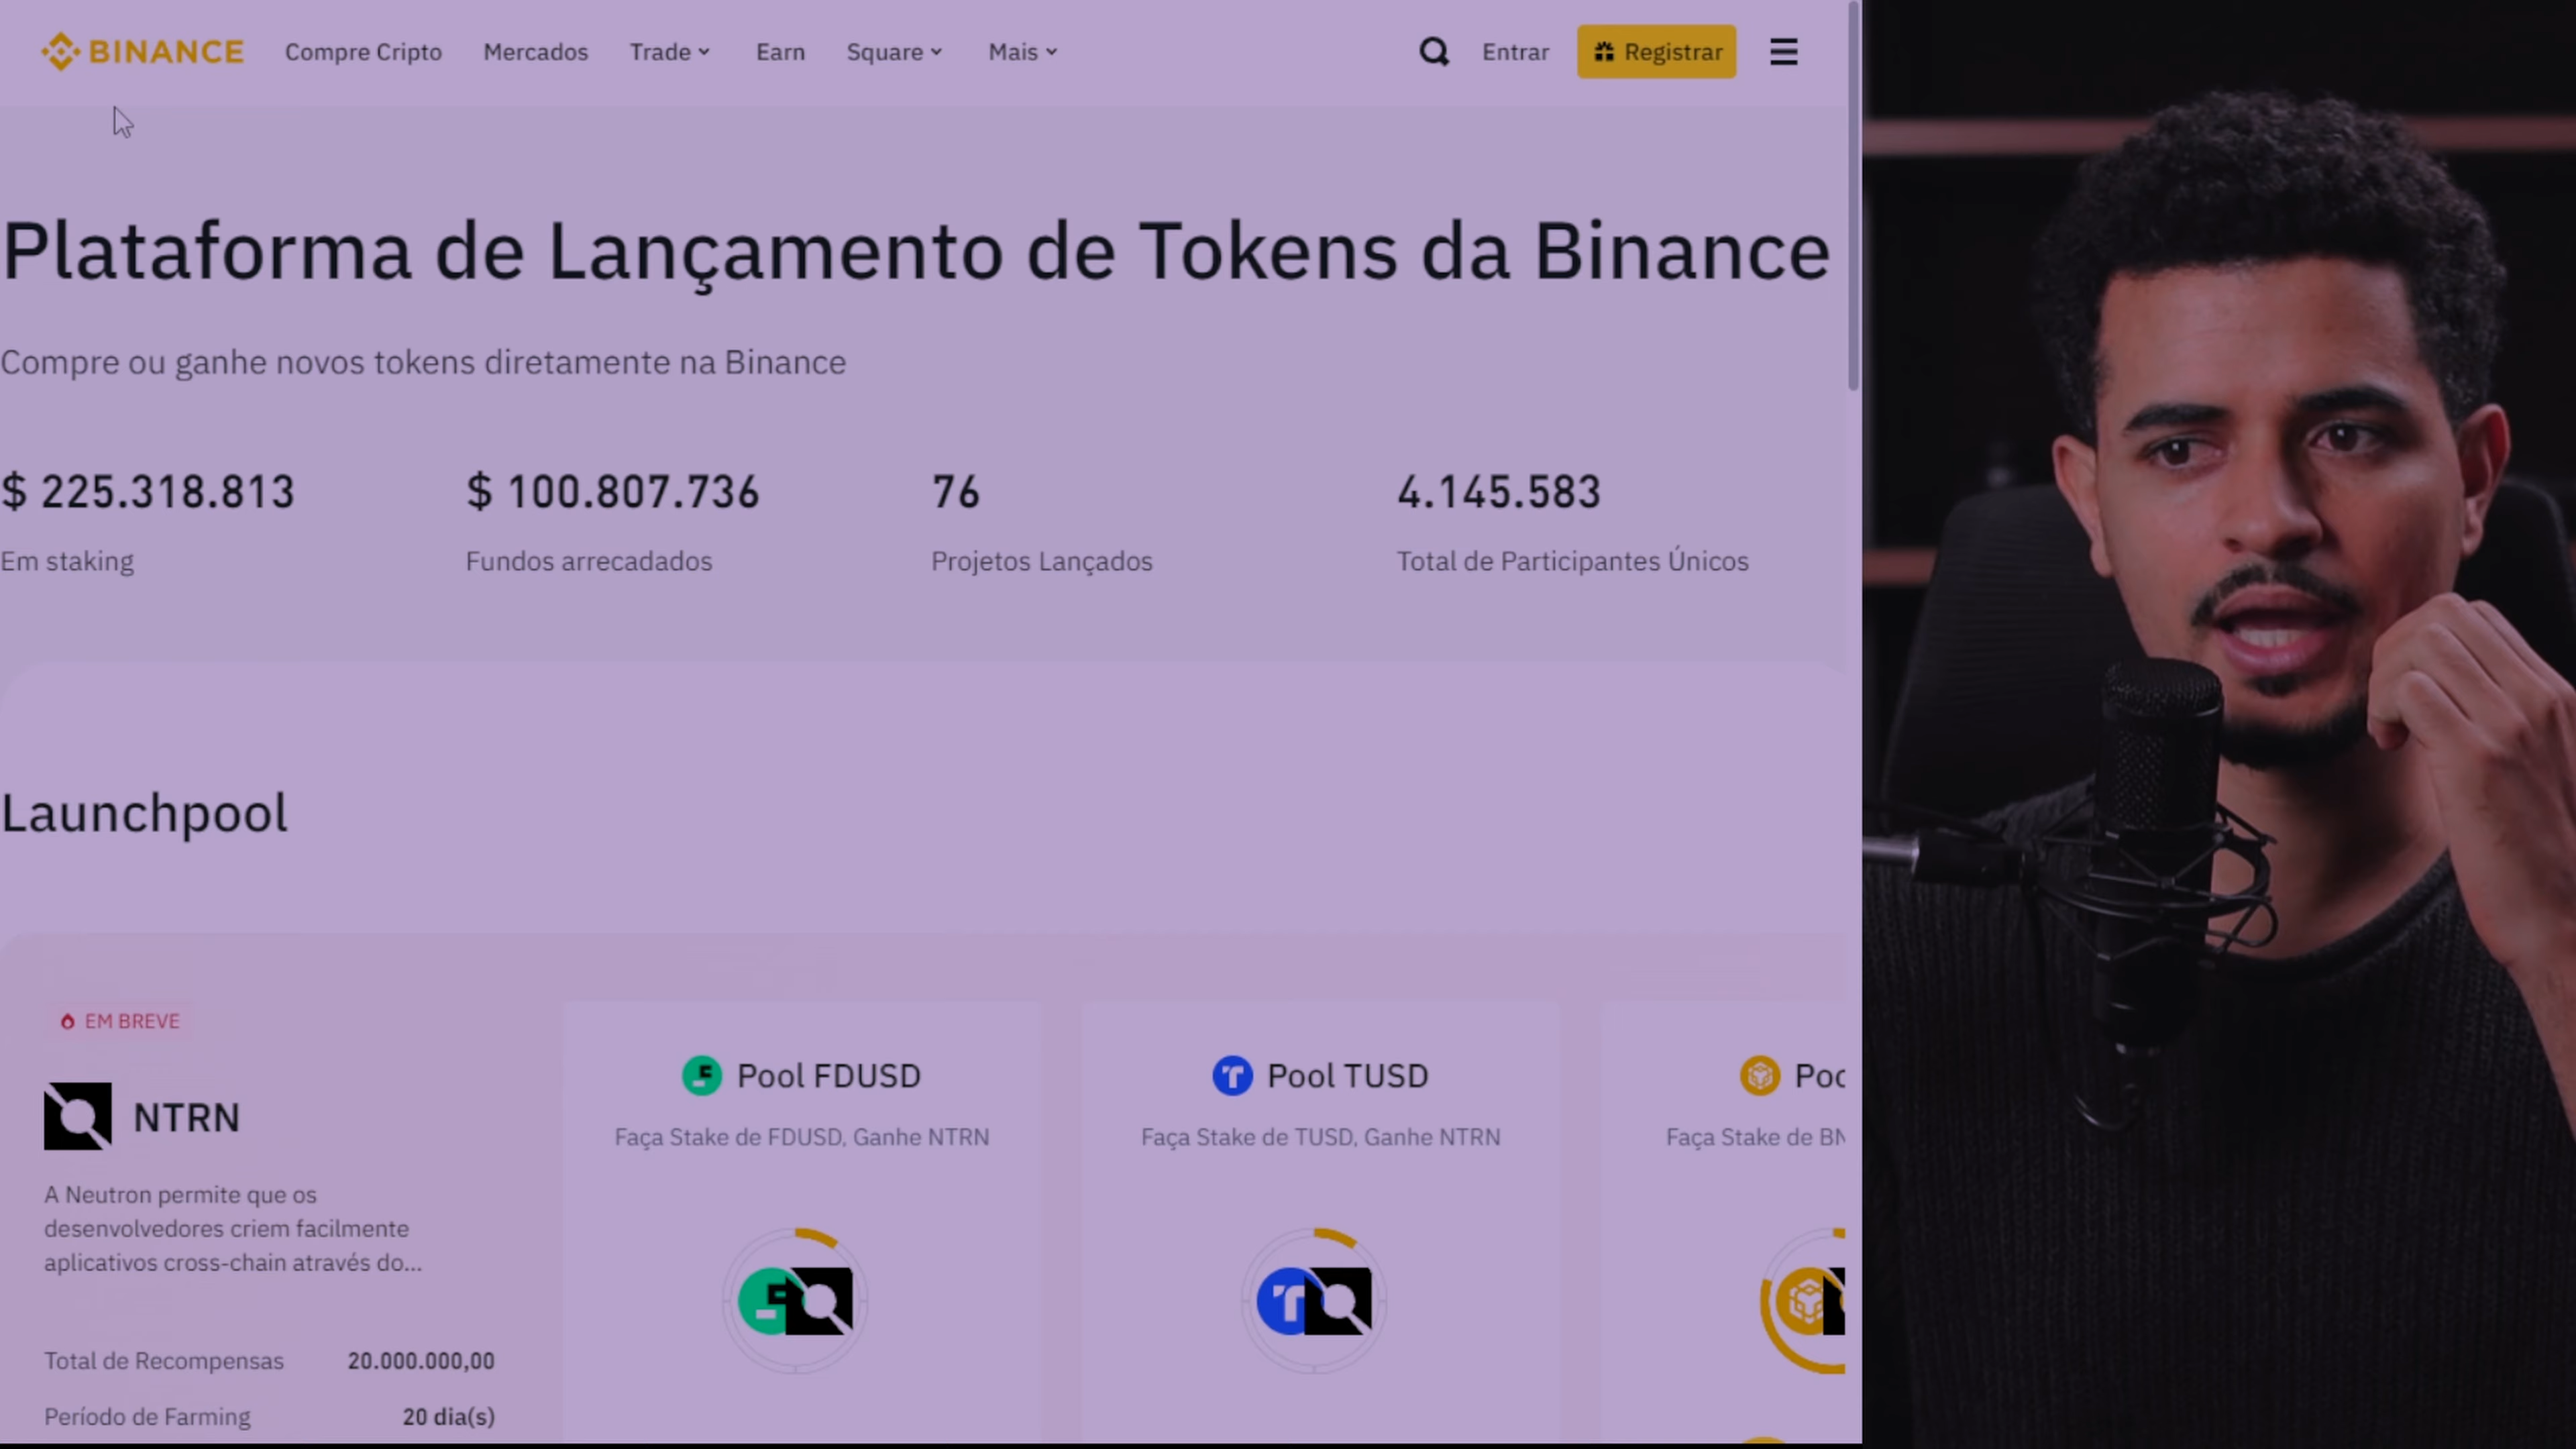 BINANCE Compre Cripto Mercados Trade Earn Square Mais Entrar Registrar
Plataforma de Lançamento de Tokens da Binance
Compre ou ganhe novos tokens diretamente na Binance
$ 225.318.813
Em staking
$ 100.807.736
Fundos arrecadados
76
Projetos Lançados
4.145.583
Total de Participantes Únicos
Launchpool
EM BREVE
NTRN
A Neutron permite que os
desenvolvedores criem facilmente
aplicativos cross-chain através do...
Total de Recompensas 20.000.000,00
Período de Farming 20 dia(s)
Pool FDUSD
Faça Stake de FDUSD, Ganhe NTRN
Pool TUSD
Faça Stake de TUSD, Ganhe NTRN
Faça Stake de